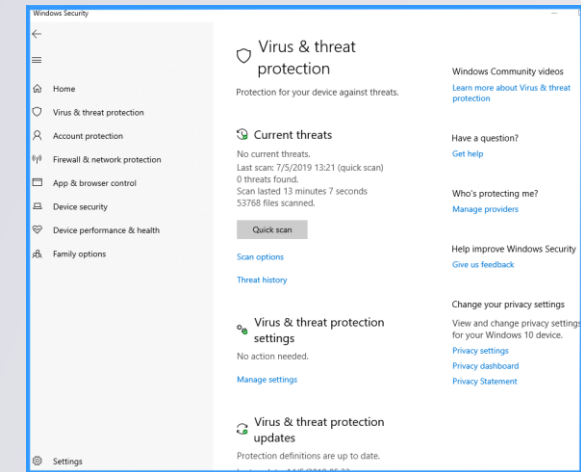 Windows Security
Home
Virus & threat protection
Account protection
Firewall & network protection
App & browser control
Device security
Device performance & health
Family options
Settings
Virus & threat
protection
Protection for your device against threats.
Current threats
No current threats.
Last scan: 7/5/2019 13:21 (quick scan)
0 threats found.
Scan lasted 13 minutes 7 seconds
53768 files scanned.
Quick scan
Scan options
Threat history
Virus & threat protection
settings
No action needed.
Manage settings
Virus & threat protection
updates
Protection definitions are up to date.
Windows Community videos
Learn more about Virus & threat
protection
Have a question?
Get help
Who's protecting me?
Manage providers
Help improve Windows Security
Give us feedback
Change your privacy settings
View and change privacy settings
for your Windows 10 device.
Privacy settings
Privacy dashboard
Privacy Statement